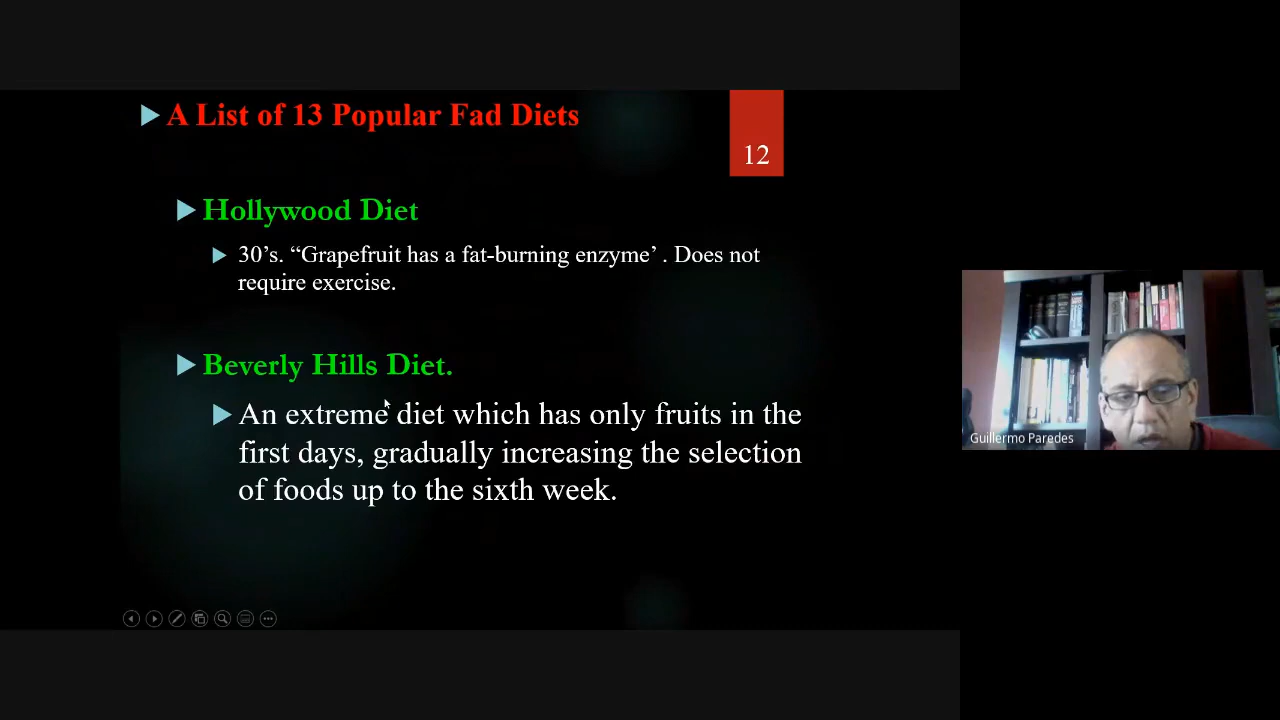 A List of 13 Popular Fad Diets
12
Hollywood Diet
30’s. “Grapefruit has a fat-burning enzyme’ . Does not
require exercise.
Beverly Hills Diet.
An extreme diet which has only fruits in the
first days, gradually increasing the selection
of foods up to the sixth week.
Guillermo Paredes